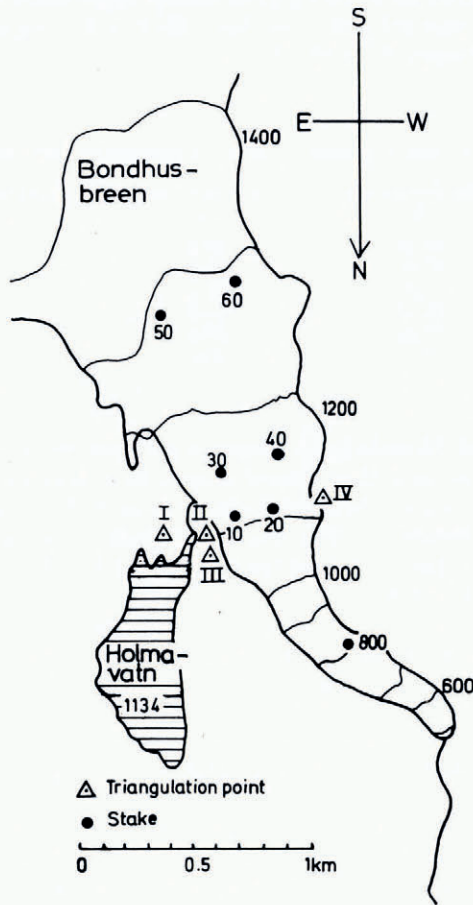 S
E W
N
1400
Bondhus-
breen
60
50
1200
40
30
IV
I II
10 20
III
1000
Holma-
vatn
800
600
1134
Triangulation point
Stake
0 0.5 1km